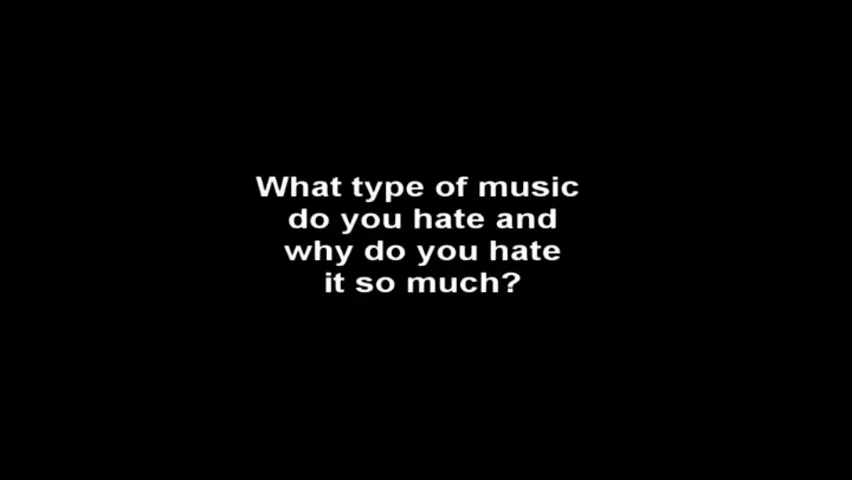 What type of music
do you hate and
why do you hate
it so much?